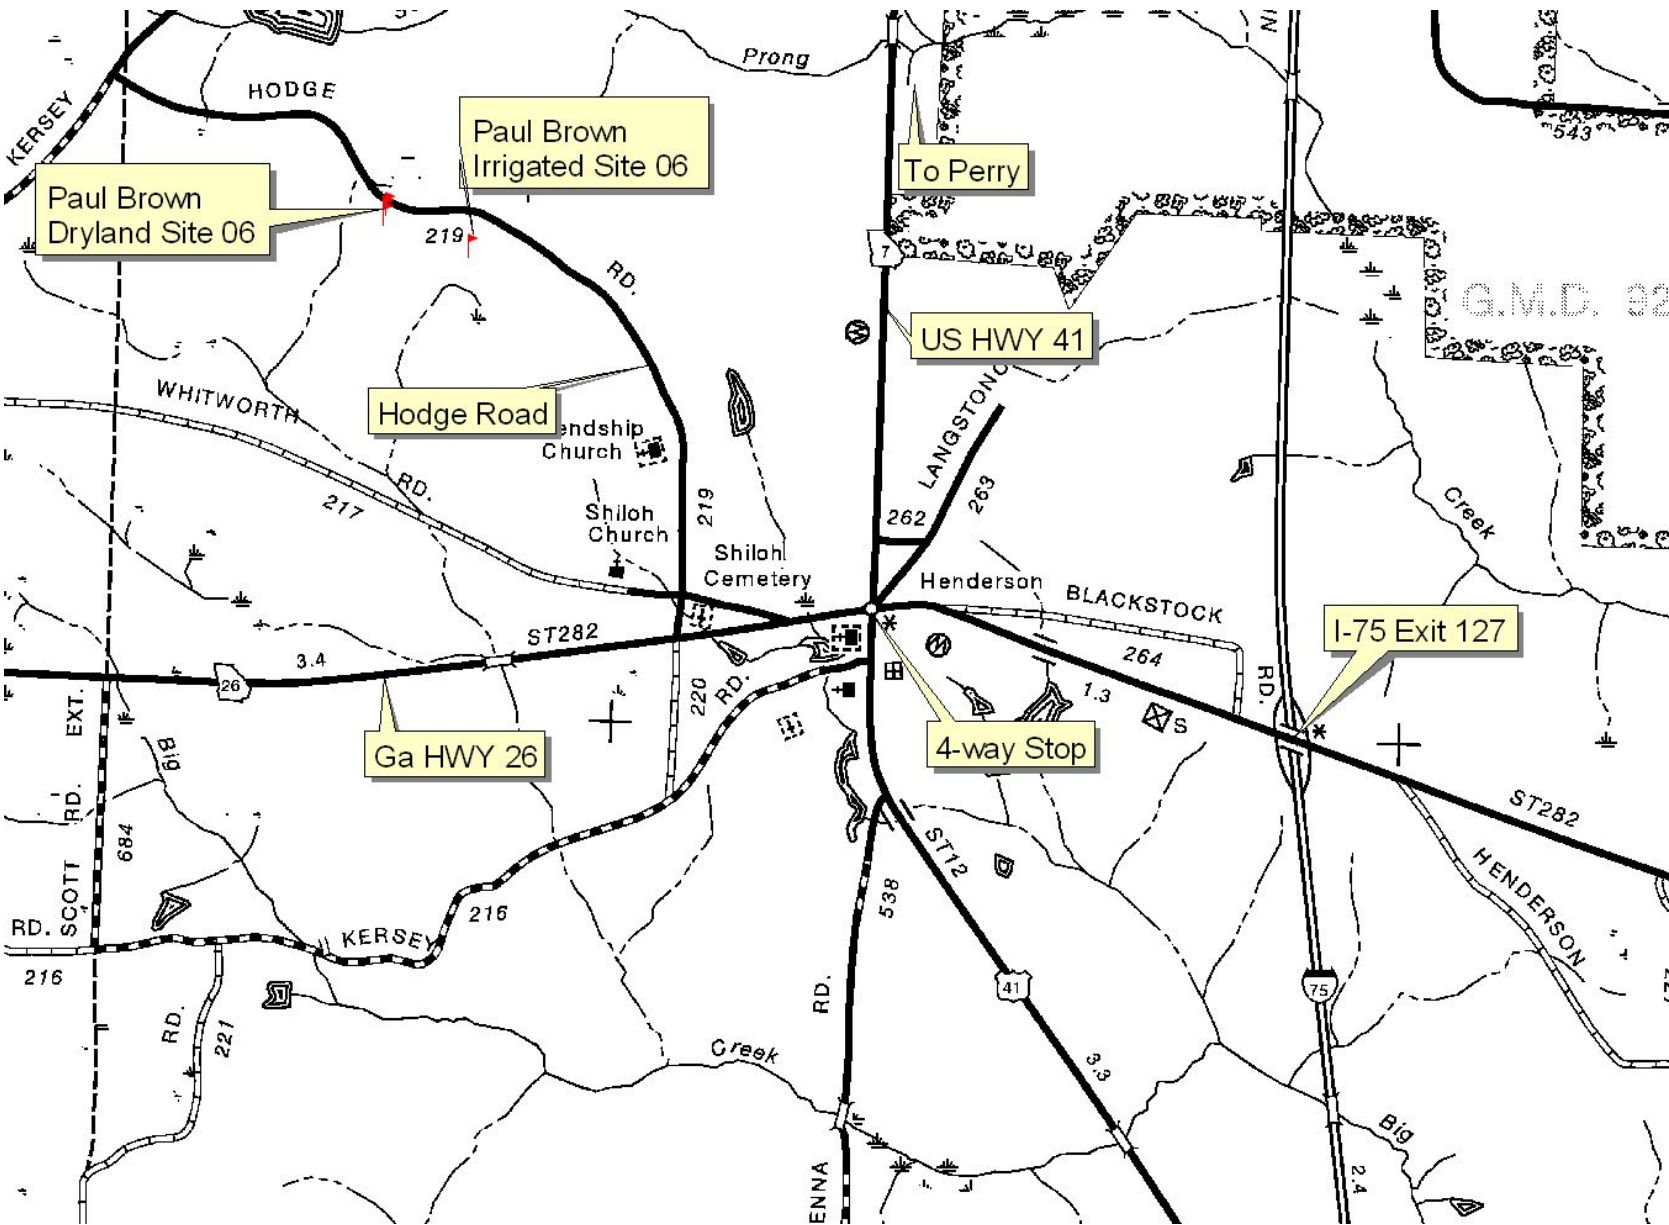 Prong
HODGE
KERSEY
Paul Brown
Irrigated Site 06
To Perry
543
Paul Brown
Dryland Site 06
219
7
RD.
G.M.D. 92
US HWY 41
WHITWORTH
Hodge Road
LANGSTON
endship
Church
RD.
217
219
262
263
Creek
Shiloh
Church
Shiloh
Cemetery
Henderson
BLACKSTOCK
I-75 Exit 127
ST282
3.4
26
264
1.3
RD.
S
220
RD.
EXT.
Big
Ga HWY 26
4-way Stop
RD.
684
SCOTT
ST12
ST282
HENDERSON
538
216
KERSEY
RD.
216
41
75
RD.
RD.
221
Creek
3.3
Big
2.4
ENNA